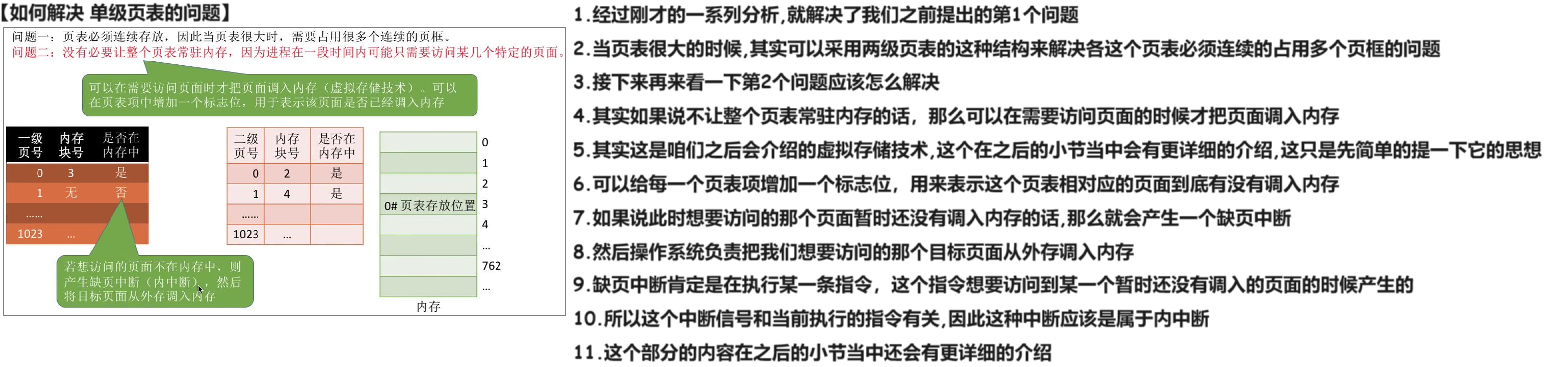 【如何解决 单级页表的问题】
问题一：页表必须连续存放，因此当页表很大时，需要占用很多个连续的页框。
问题二：没有必要让整个页表常驻内存，因为进程在一段时间内可能只需要访问某几个特定的页面。
可以在需要访问页面时才把页面调入内存（虚拟存储技术）。可以
在页表项中增加一个标志位，用于表示该页面是否已经调入内存
一级页号 内存块号 是否在内存中
0 3 是
1 无 否
……
1023 …
若想访问的页面不在内存中，则
产生缺页中断（内中断），然后
将目标页面从外存调入内存
二级页号 内存块号 是否在内存中
0 2 是
1 4 是
……
1023 …
0
1
2
0# 页表存放位置 3
4
…
762
…
内存
1.经过刚才的一系列分析,就解决了我们之前提出的第1个问题
2.当页表很大的时候,其实可以采用两级页表的这种结构来解决各这个页表必须连续的占用多个页框的问题
3.接下来再来看一下第2个问题应该怎么解决
4.其实如果说不让整个页表常驻内存的话，那么可以在需要访问页面的时候才把页面调入内存
5.其实这是咱们之后会介绍的虚拟存储技术,这个在之后的小节当中会有更详细的介绍,这只是先简单的提一下它的思想
6.可以给每一个页表项增加一个标志位，用来表示这个页表相对应的页面到底有没有调入内存
7.如果说此时想要访问的那个页面暂时还没有调入内存的话,那么就会产生一个缺页中断
8.然后操作系统负责把我们想要访问的那个目标页面从外存调入内存
9.缺页中断肯定是在执行某一条指令，这个指令想要访问到某一个暂时还没有调入的页面的时候产生的
10.所以这个中断信号和当前执行的指令有关,因此这种中断应该是属于内中断
11.这个部分的内容在之后的小节当中还会有更详细的介绍